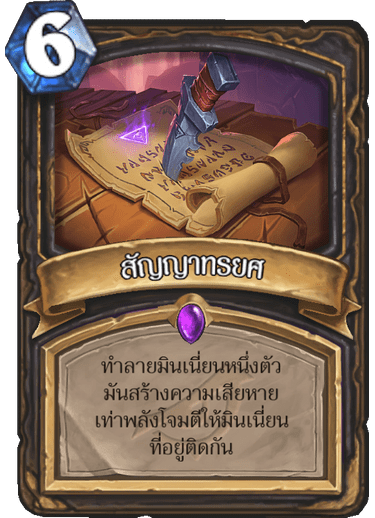 6
สัญญาทรยศ
ทำลายมินเนี่ยนหนึ่งตัว
มันสร้างความเสียหาย
เท่าพลังโจมตีให้มินเนี่ยน
ที่อยู่ติดกัน